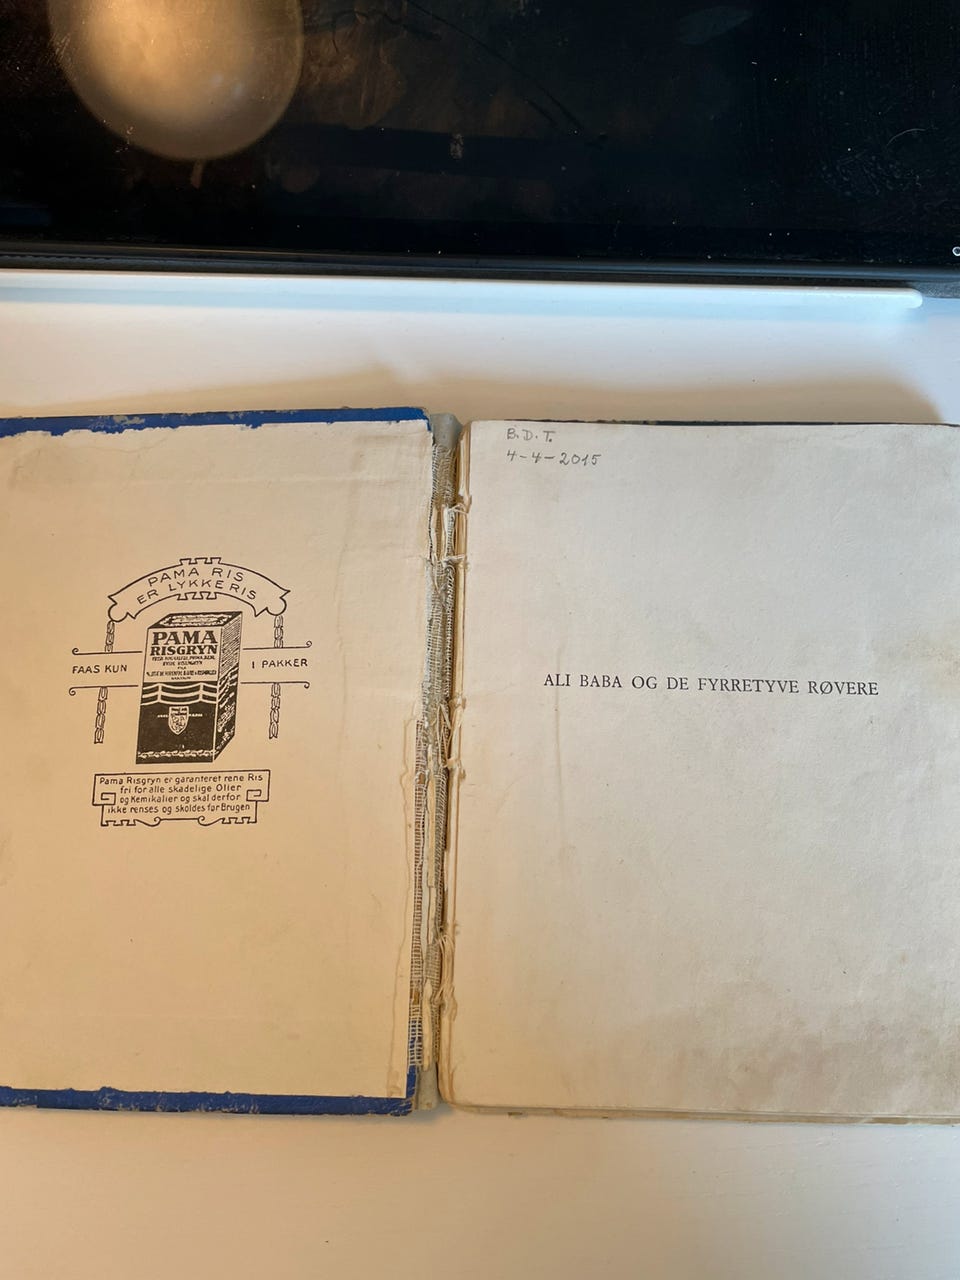 PAMA RIS
ER LYKKERIS
PAMA
RISGRYN
FAAS KUN
I PAKKER
Pama Risgryn er garanteret rene Ris
fri for alle skadelige Olier
og Kemikalier og skal derfor
ikke renses og skoldes før Brugen
B.D.T.
4-4-2015
ALI BABA OG DE FYRRETYVE RØVERE